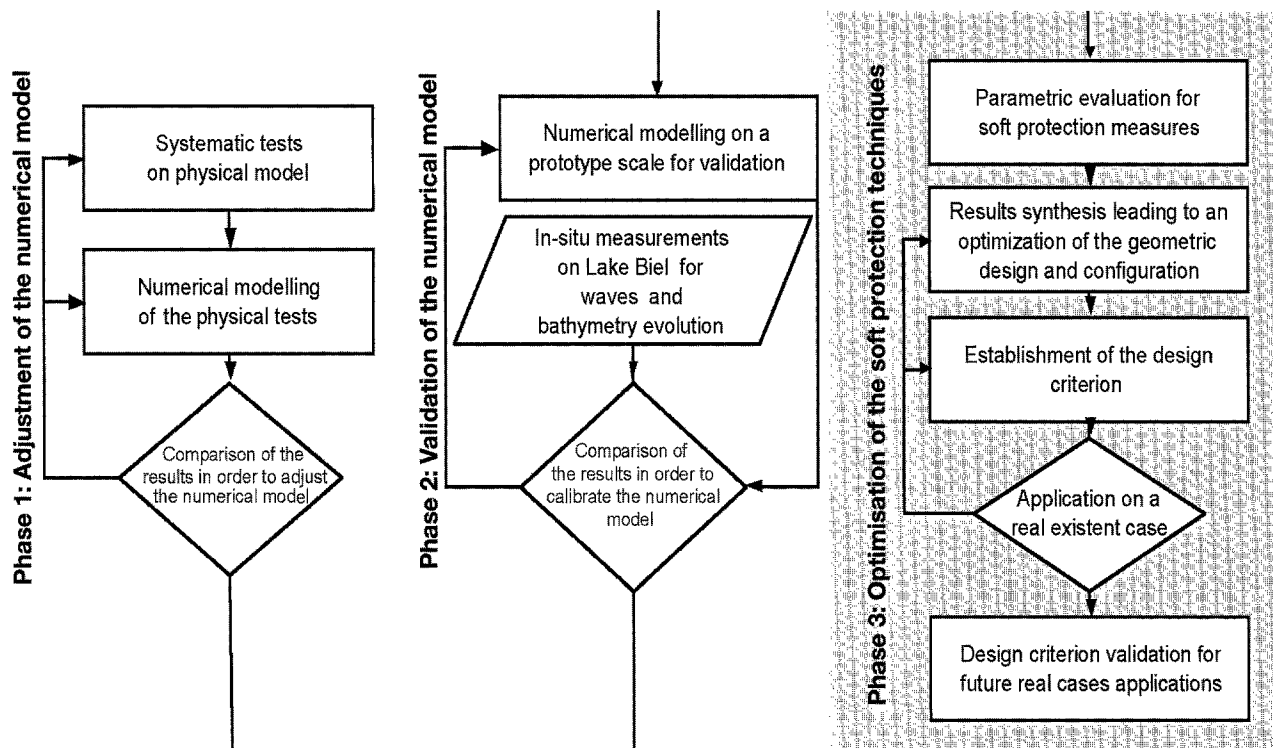 Phase 1: Adjustment of the numerical model
Systematic tests
on physical model
Numerical modelling
of the physical tests
Comparison of the
results in order to adjust
the numerical model
Phase 2: Validation of the numerical model
Numerical modelling on a
prototype scale for validation
In-situ measurements
on Lake Biel for
waves and
bathymetry evolution
Comparison of
the results in order to
calibrate the numerical
model
Phase 3: Optimisation of the soft protection techniques
Parametric evaluation for
soft protection measures
Results synthesis leading to an
optimization of the geometric
design and configuration
Establishment of the design
criterion
Application on a
real existent case
Design criterion validation for
future real cases applications